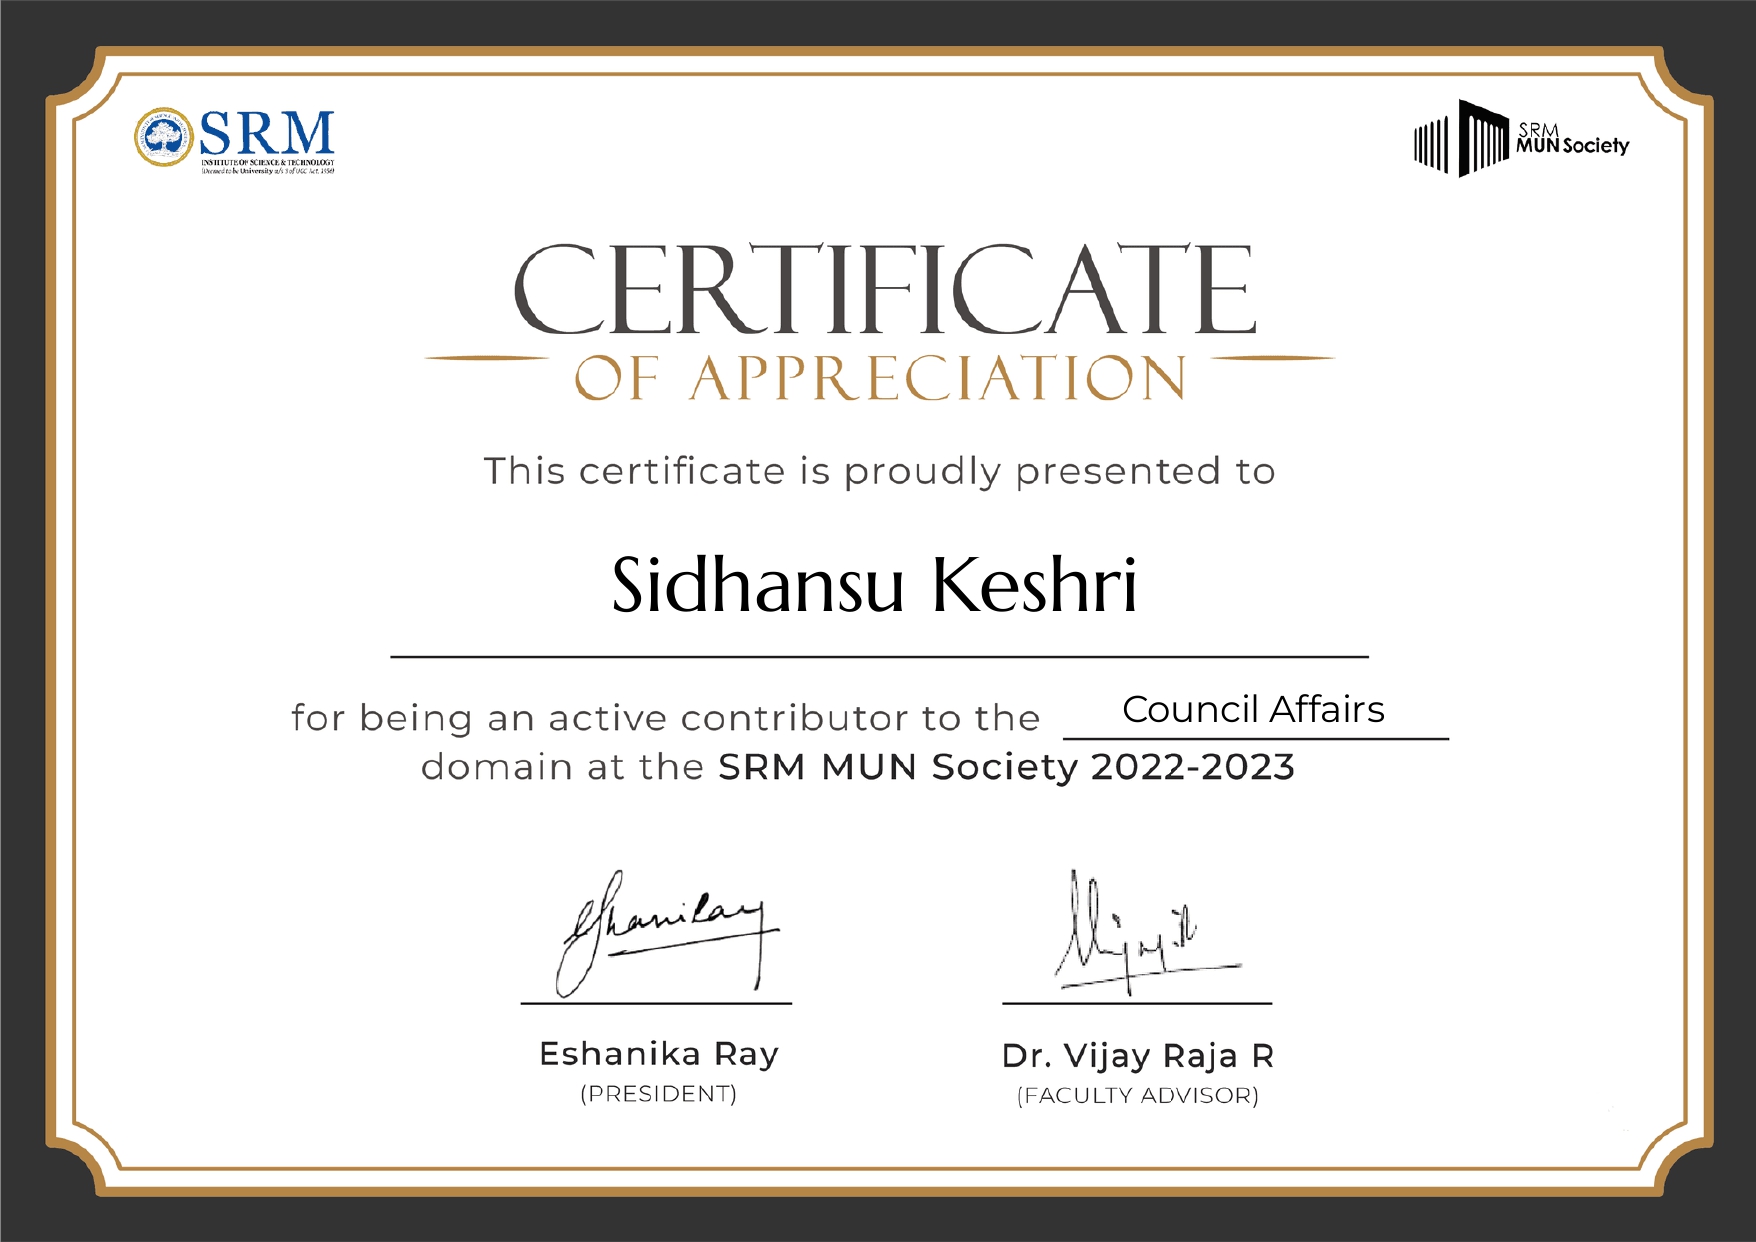 SRM
INSTITUTE OF SCIENCE & TECHNOLOGY
(Deemed to be University u/s 3 of UGC Act, 1956)
SRM
MUN Society
CERTIFICATE
OF APPRECIATION
This certificate is proudly presented to
Sidhansu Keshri
for being an active contributor to the Council Affairs
domain at the SRM MUN Society 2022-2023
Eshanika Ray
(PRESIDENT)
Dr. Vijay Raja R
(FACULTY ADVISOR)